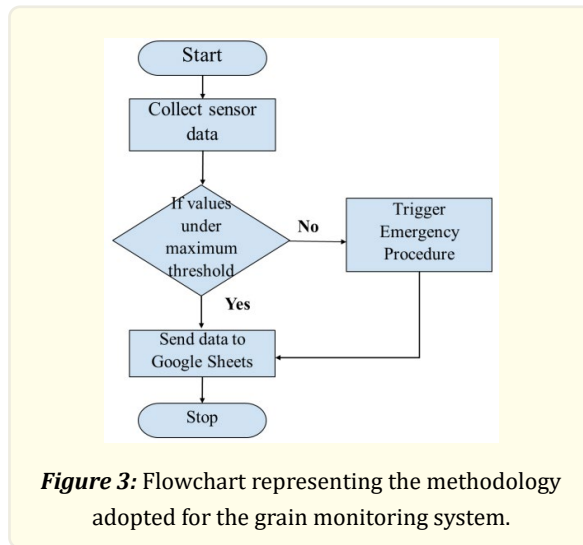 Start
Collect sensor
data
If values
under
maximum
threshold
No
Trigger
Emergency
Procedure
Yes
Send data to
Google Sheets
Stop
Figure 3: Flowchart representing the methodology
adopted for the grain monitoring system.